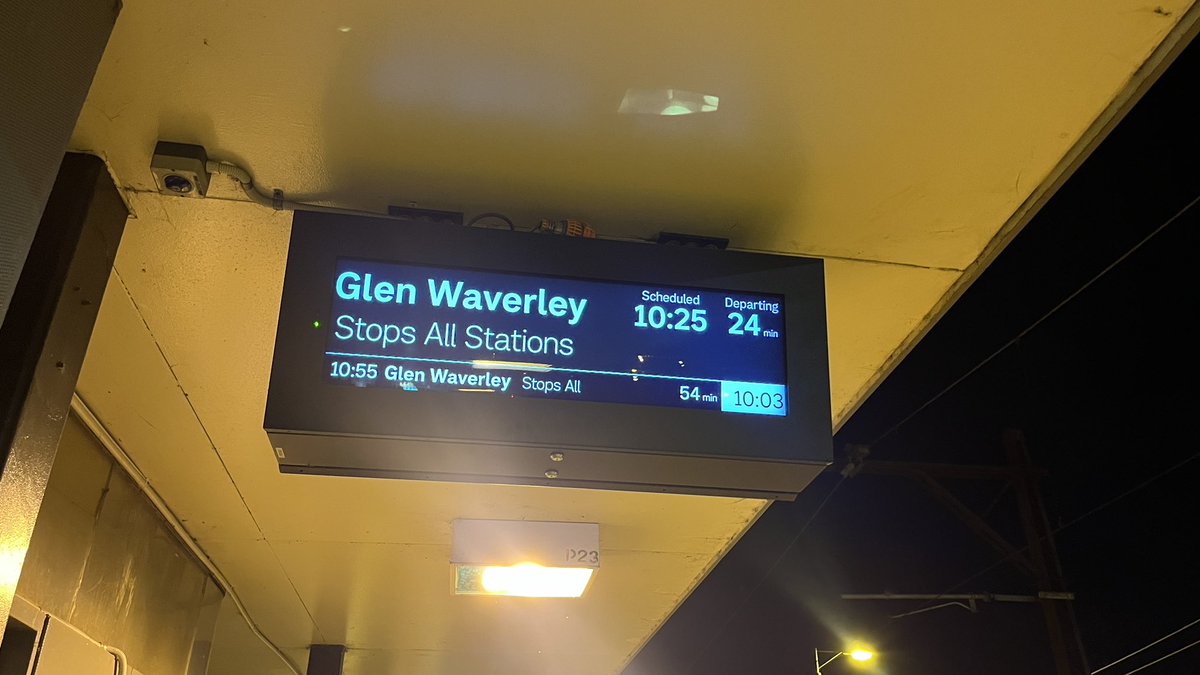 Glen Waverley Scheduled Departing
Stops All Stations 10:25 24 min
10:55 Glen Waverley Stops All 54 min 10:03
P23